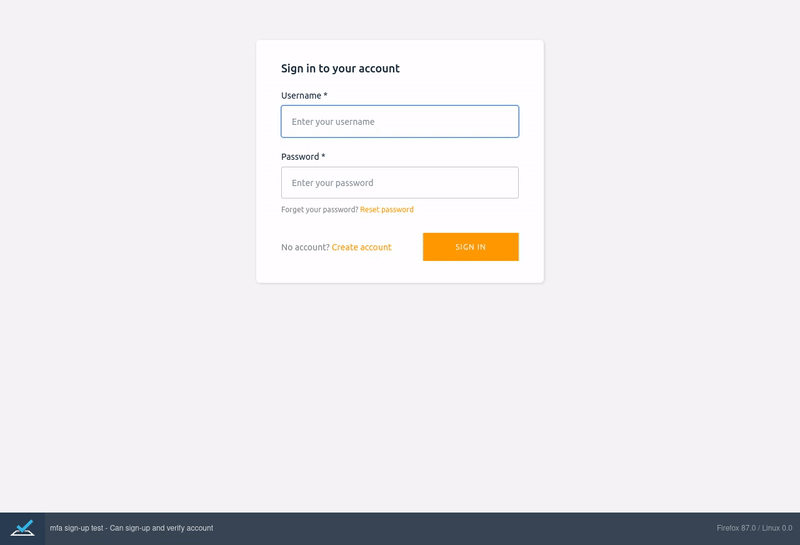 Sign in to your account
Username *
Enter your username
Password *
Enter your password
Forget your password? Reset password
No account? Create account
SIGN IN
mfa sign-up test - Can sign-up and verify account
Firefox 87.0 / Linux 0.0